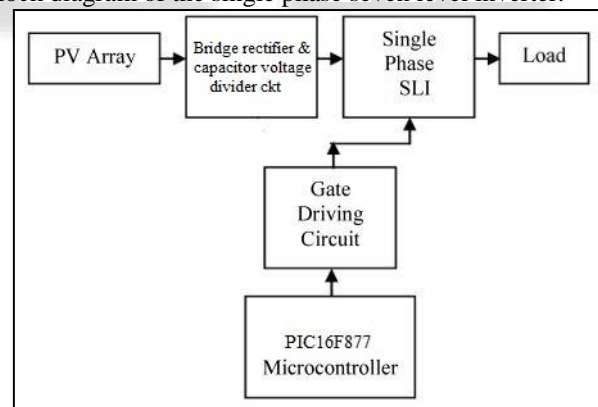 diagram of the single phase seven level inverter.
PV Array
Bridge rectifier &
capacitor voltage
divider ckt
Single
Phase
SLI
Load
Gate
Driving
Circuit
PIC16F877
Microcontroller